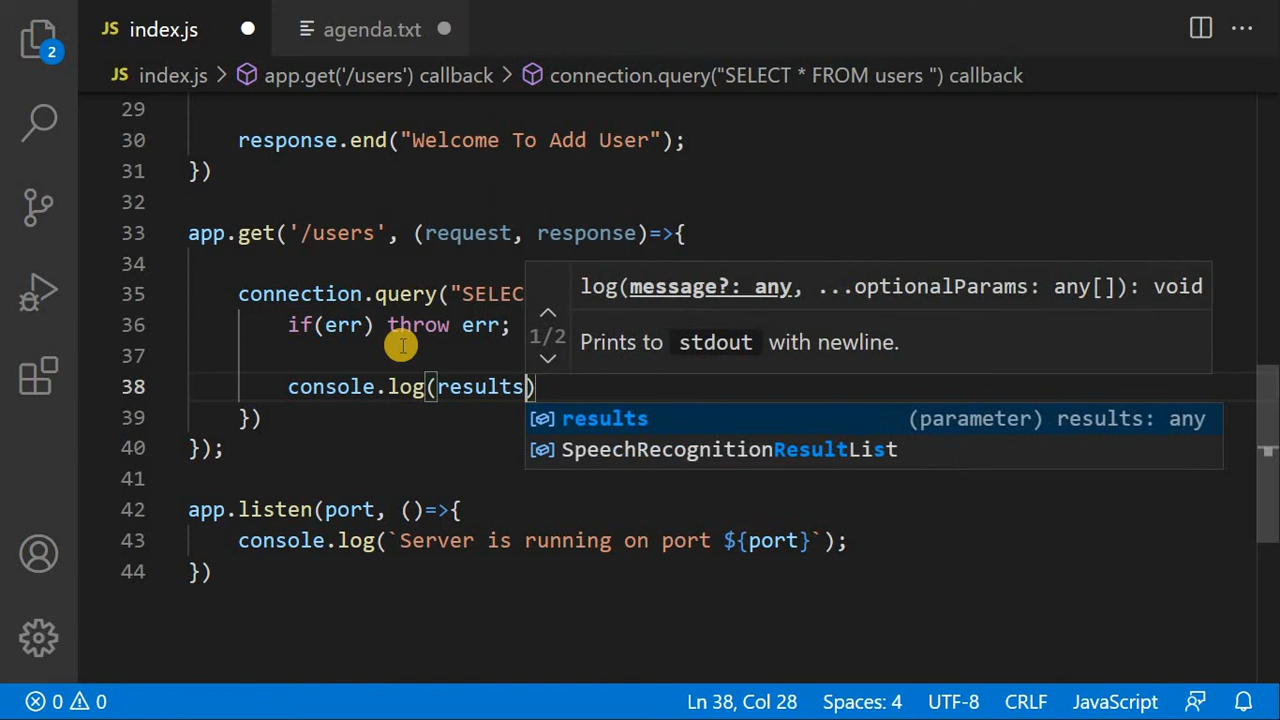 JS index.js
agenda.txt
JS index.js > app.get('/users') callback > connection.query("SELECT * FROM users ") callback
2
29
30 response.end("Welcome To Add User");
31 })
32
33 app.get('/users', (request, response)=>{
34
35 connection.query("SELEC
36 if(err) throw err;
37
38 console.log(results)
39 })
40 });
41
42 app.listen(port, ()=>{
43 console.log(`Server is running on port ${port}`);
44 })
log(message?: any, ...optionalParams: any[]): void
1/2 Prints to stdout with newline.
results (parameter) results: any
SpeechRecognitionResultList
0 0 Ln 38, Col 28 Spaces: 4 UTF-8 CRLF JavaScript